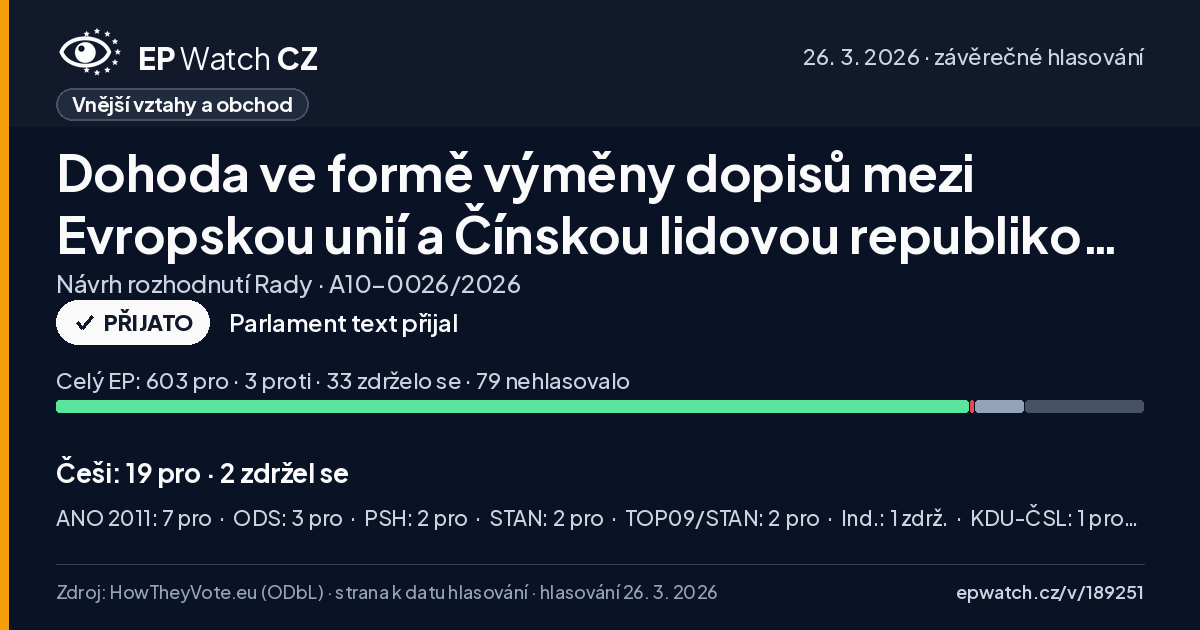 EP Watch CZ
26. 3. 2026 · závěrečné hlasování
Vnější vztahy a obchod
Dohoda ve formě výměny dopisů mezi
Evropskou unií a Čínskou lidovou republiko…
Návrh rozhodnutí Rady · A10-0026/2026
✓ PŘIJATO Parlament text přijal
Celý EP: 603 pro · 3 proti · 33 zdrželo se · 79 nehlasovalo
Češi: 19 pro · 2 zdržel se
ANO 2011: 7 pro · ODS: 3 pro · PSH: 2 pro · STAN: 2 pro · TOP09/STAN: 2 pro · Ind.: 1 zdrž. · KDU-ČSL: 1 pro…
Zdroj: HowTheyVote.eu (ODbL) · strana k datu hlasování · hlasování 26. 3. 2026
epwatch.cz/v/189251